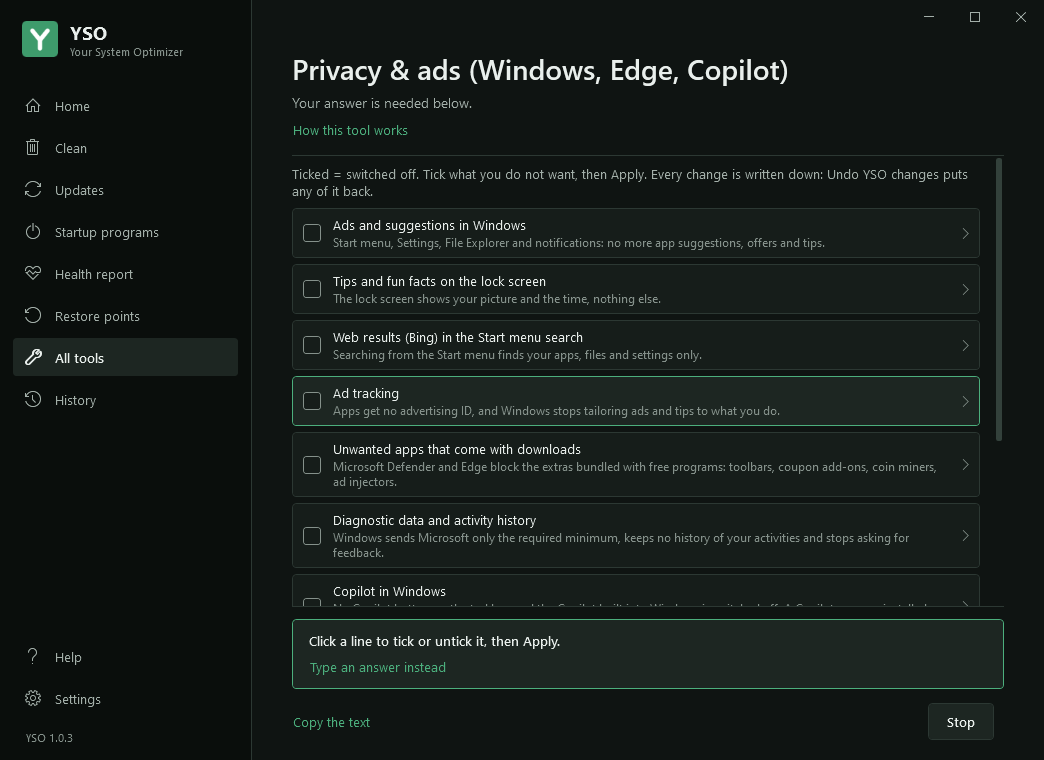 YSO
Your System Optimizer
Home
Clean
Updates
Startup programs
Health report
Restore points
All tools
History
Help
Settings
YSO 1.0.3
Privacy & ads (Windows, Edge, Copilot)
Your answer is needed below.
How this tool works
Ticked = switched off. Tick what you do not want, then Apply. Every change is written down: Undo YSO changes puts
any of it back.
Ads and suggestions in Windows
Start menu, Settings, File Explorer and notifications: no more app suggestions, offers and tips.
Tips and fun facts on the lock screen
The lock screen shows your picture and the time, nothing else.
Web results (Bing) in the Start menu search
Searching from the Start menu finds your apps, files and settings only.
Ad tracking
Apps get no advertising ID, and Windows stops tailoring ads and tips to what you do.
Unwanted apps that come with downloads
Microsoft Defender and Edge block the extras bundled with free programs: toolbars, coupon add-ons, coin miners,
ad injectors.
Diagnostic data and activity history
Windows sends Microsoft only the required minimum, keeps no history of your activities and stops asking for
feedback.
Copilot in Windows
Click a line to tick or untick it, then Apply.
Type an answer instead
Copy the text
Stop